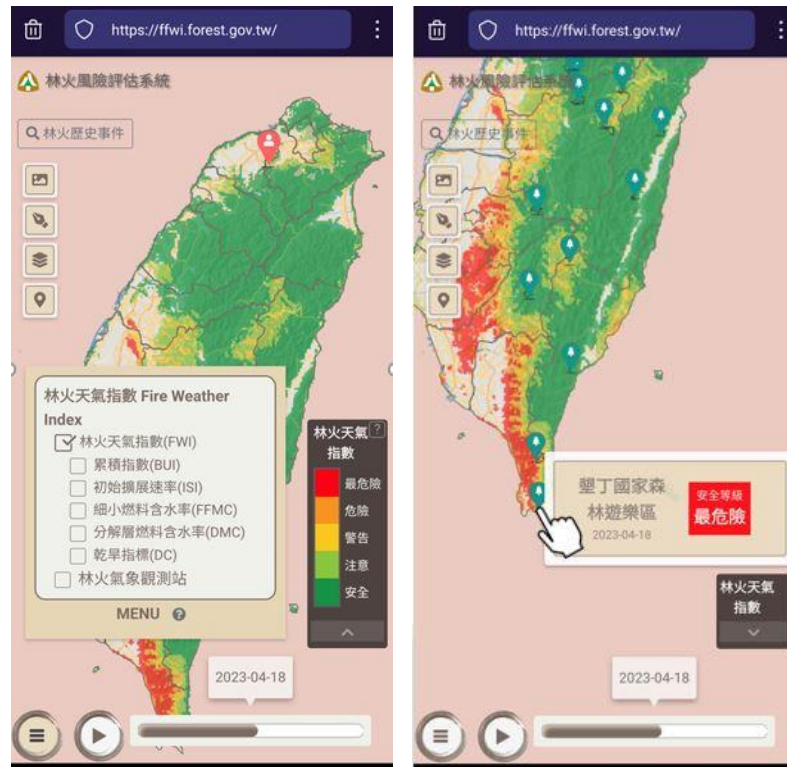 https://ffwi.forest.gov.tw/
林火風險評估系統
林火歷史事件
林火天氣指數 Fire Weather
Index
林火天氣指數(FWI)
累積指數(BUI)
初始擴展速率(ISI)
細小燃料含水率(FFMC)
分解層燃料含水率(DMC)
乾旱指標(DC)
林火氣象觀測站
MENU ?
林火天氣 ?
指數
最危險
危險
警告
注意
安全
2023-04-18
https://ffwi.forest.gov.tw/
林火風險評估系統
林火歷史事件
墾丁國家森
林遊樂區
2023-04-18
安全等級
最危險
林火天氣
指數
2023-04-18